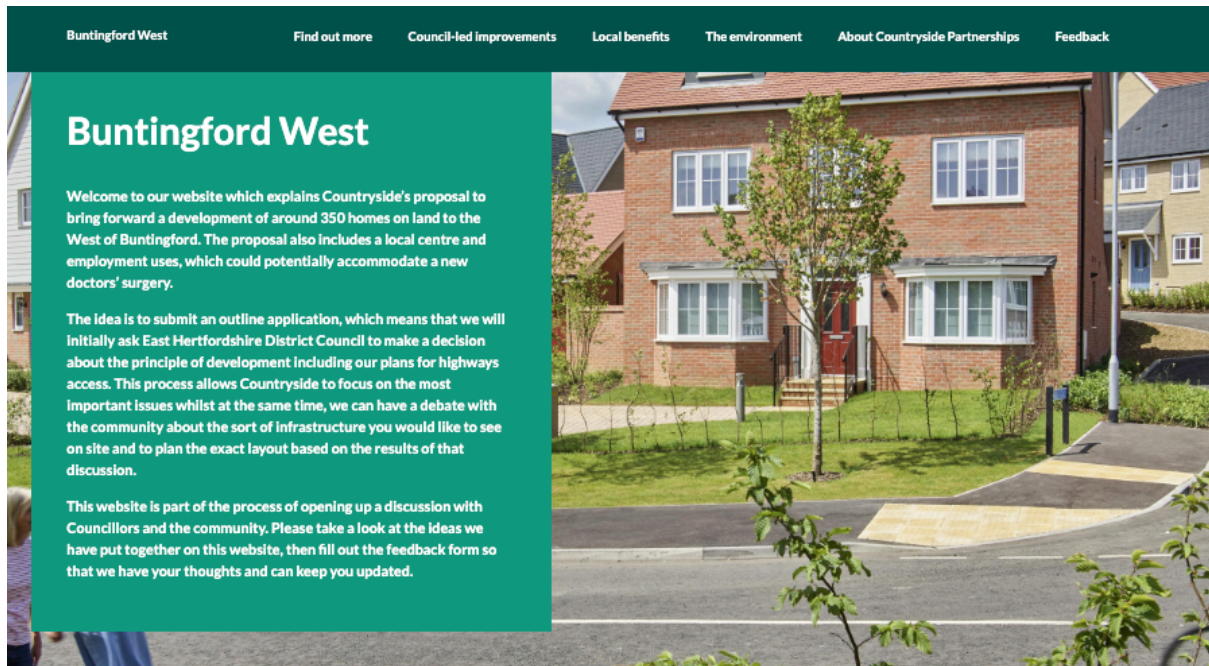 Buntingford West
Find out more
Council-led improvements
Local benefits
The environment
About Countryside Partnerships
Feedback
Buntingford West
Welcome to our website which explains Countryside's proposal to
bring forward a development of around 350 homes on land to the
West of Buntingford. The proposal also includes a local centre and
employment uses, which could potentially accommodate a new
doctors' surgery.
The idea is to submit an outline application, which means that we will
initially ask East Hertfordshire District Council to make a decision
about the principle of development including our plans for highways
access. This process allows Countryside to focus on the most
important issues whilst at the same time, we can have a debate with
the community about the sort of infrastructure you would like to see
on site and to plan the exact layout based on the results of that
discussion.
This website is part of the process of opening up a discussion with
Councillors and the community. Please take a look at the ideas we
have put together on this website, then fill out the feedback form so
that we have your thoughts and can keep you updated.